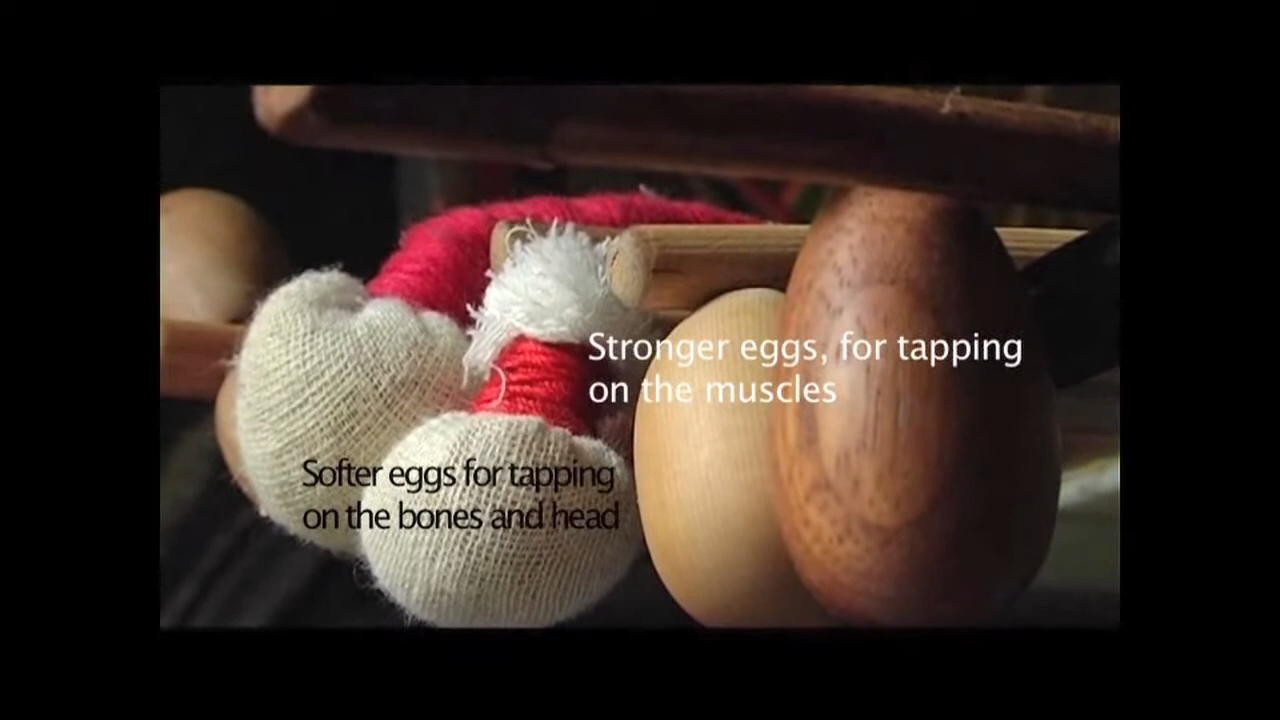 Stronger eggs, for tapping
on the muscles
Softer eggs for tapping
on the bones and head